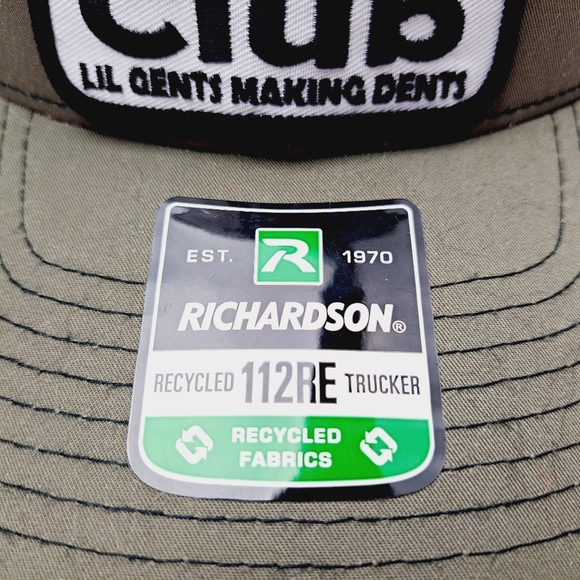 Club
LIL GENTS MAKING DENTS
EST. R 1970
RICHARDSON®
RECYCLED 112RE TRUCKER
RECYCLED
FABRICS